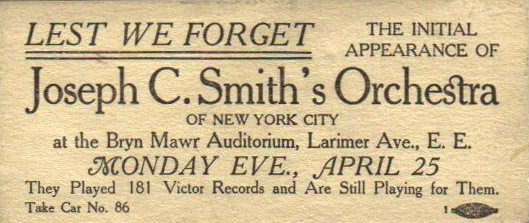 LEST WE FORGET
THE INITIAL
APPEARANCE OF
Joseph C. Smith's Orchestra
OF NEW YORK CITY
at the Bryn Mawr Auditorium, Larimer Ave., E. E.
MONDAY EVE., APRIL 25
They Played 181 Victor Records and Are Still Playing for Them.
Take Car No. 86
1